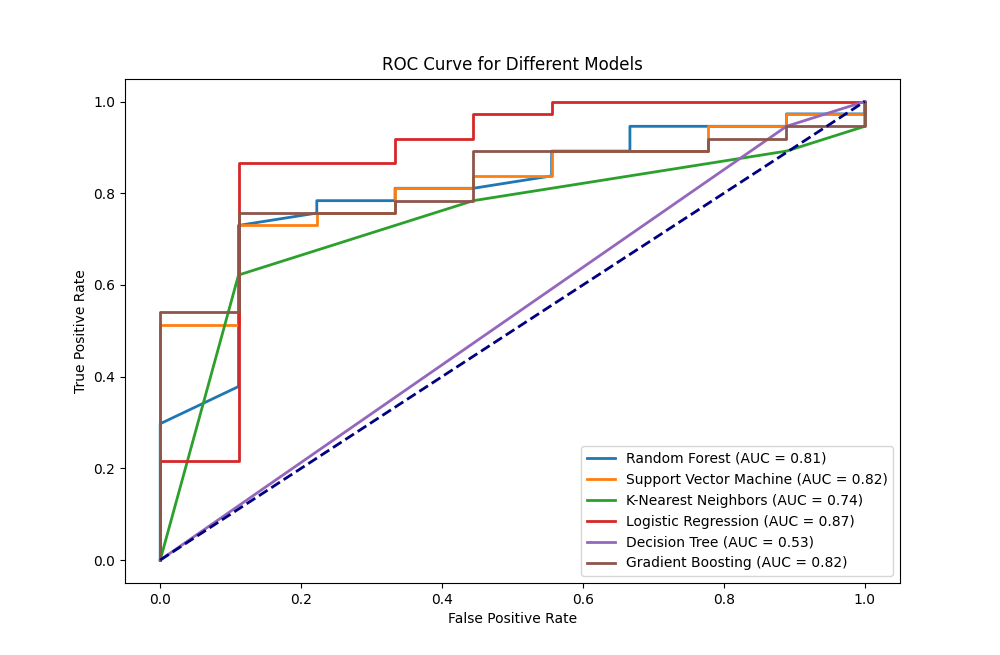 ROC Curve for Different Models
True Positive Rate
1.0
0.8
0.6
0.4
0.2
0.0
0.0 0.2 0.4 0.6 0.8 1.0
False Positive Rate
Random Forest (AUC = 0.81)
Support Vector Machine (AUC = 0.82)
K-Nearest Neighbors (AUC = 0.74)
Logistic Regression (AUC = 0.87)
Decision Tree (AUC = 0.53)
Gradient Boosting (AUC = 0.82)